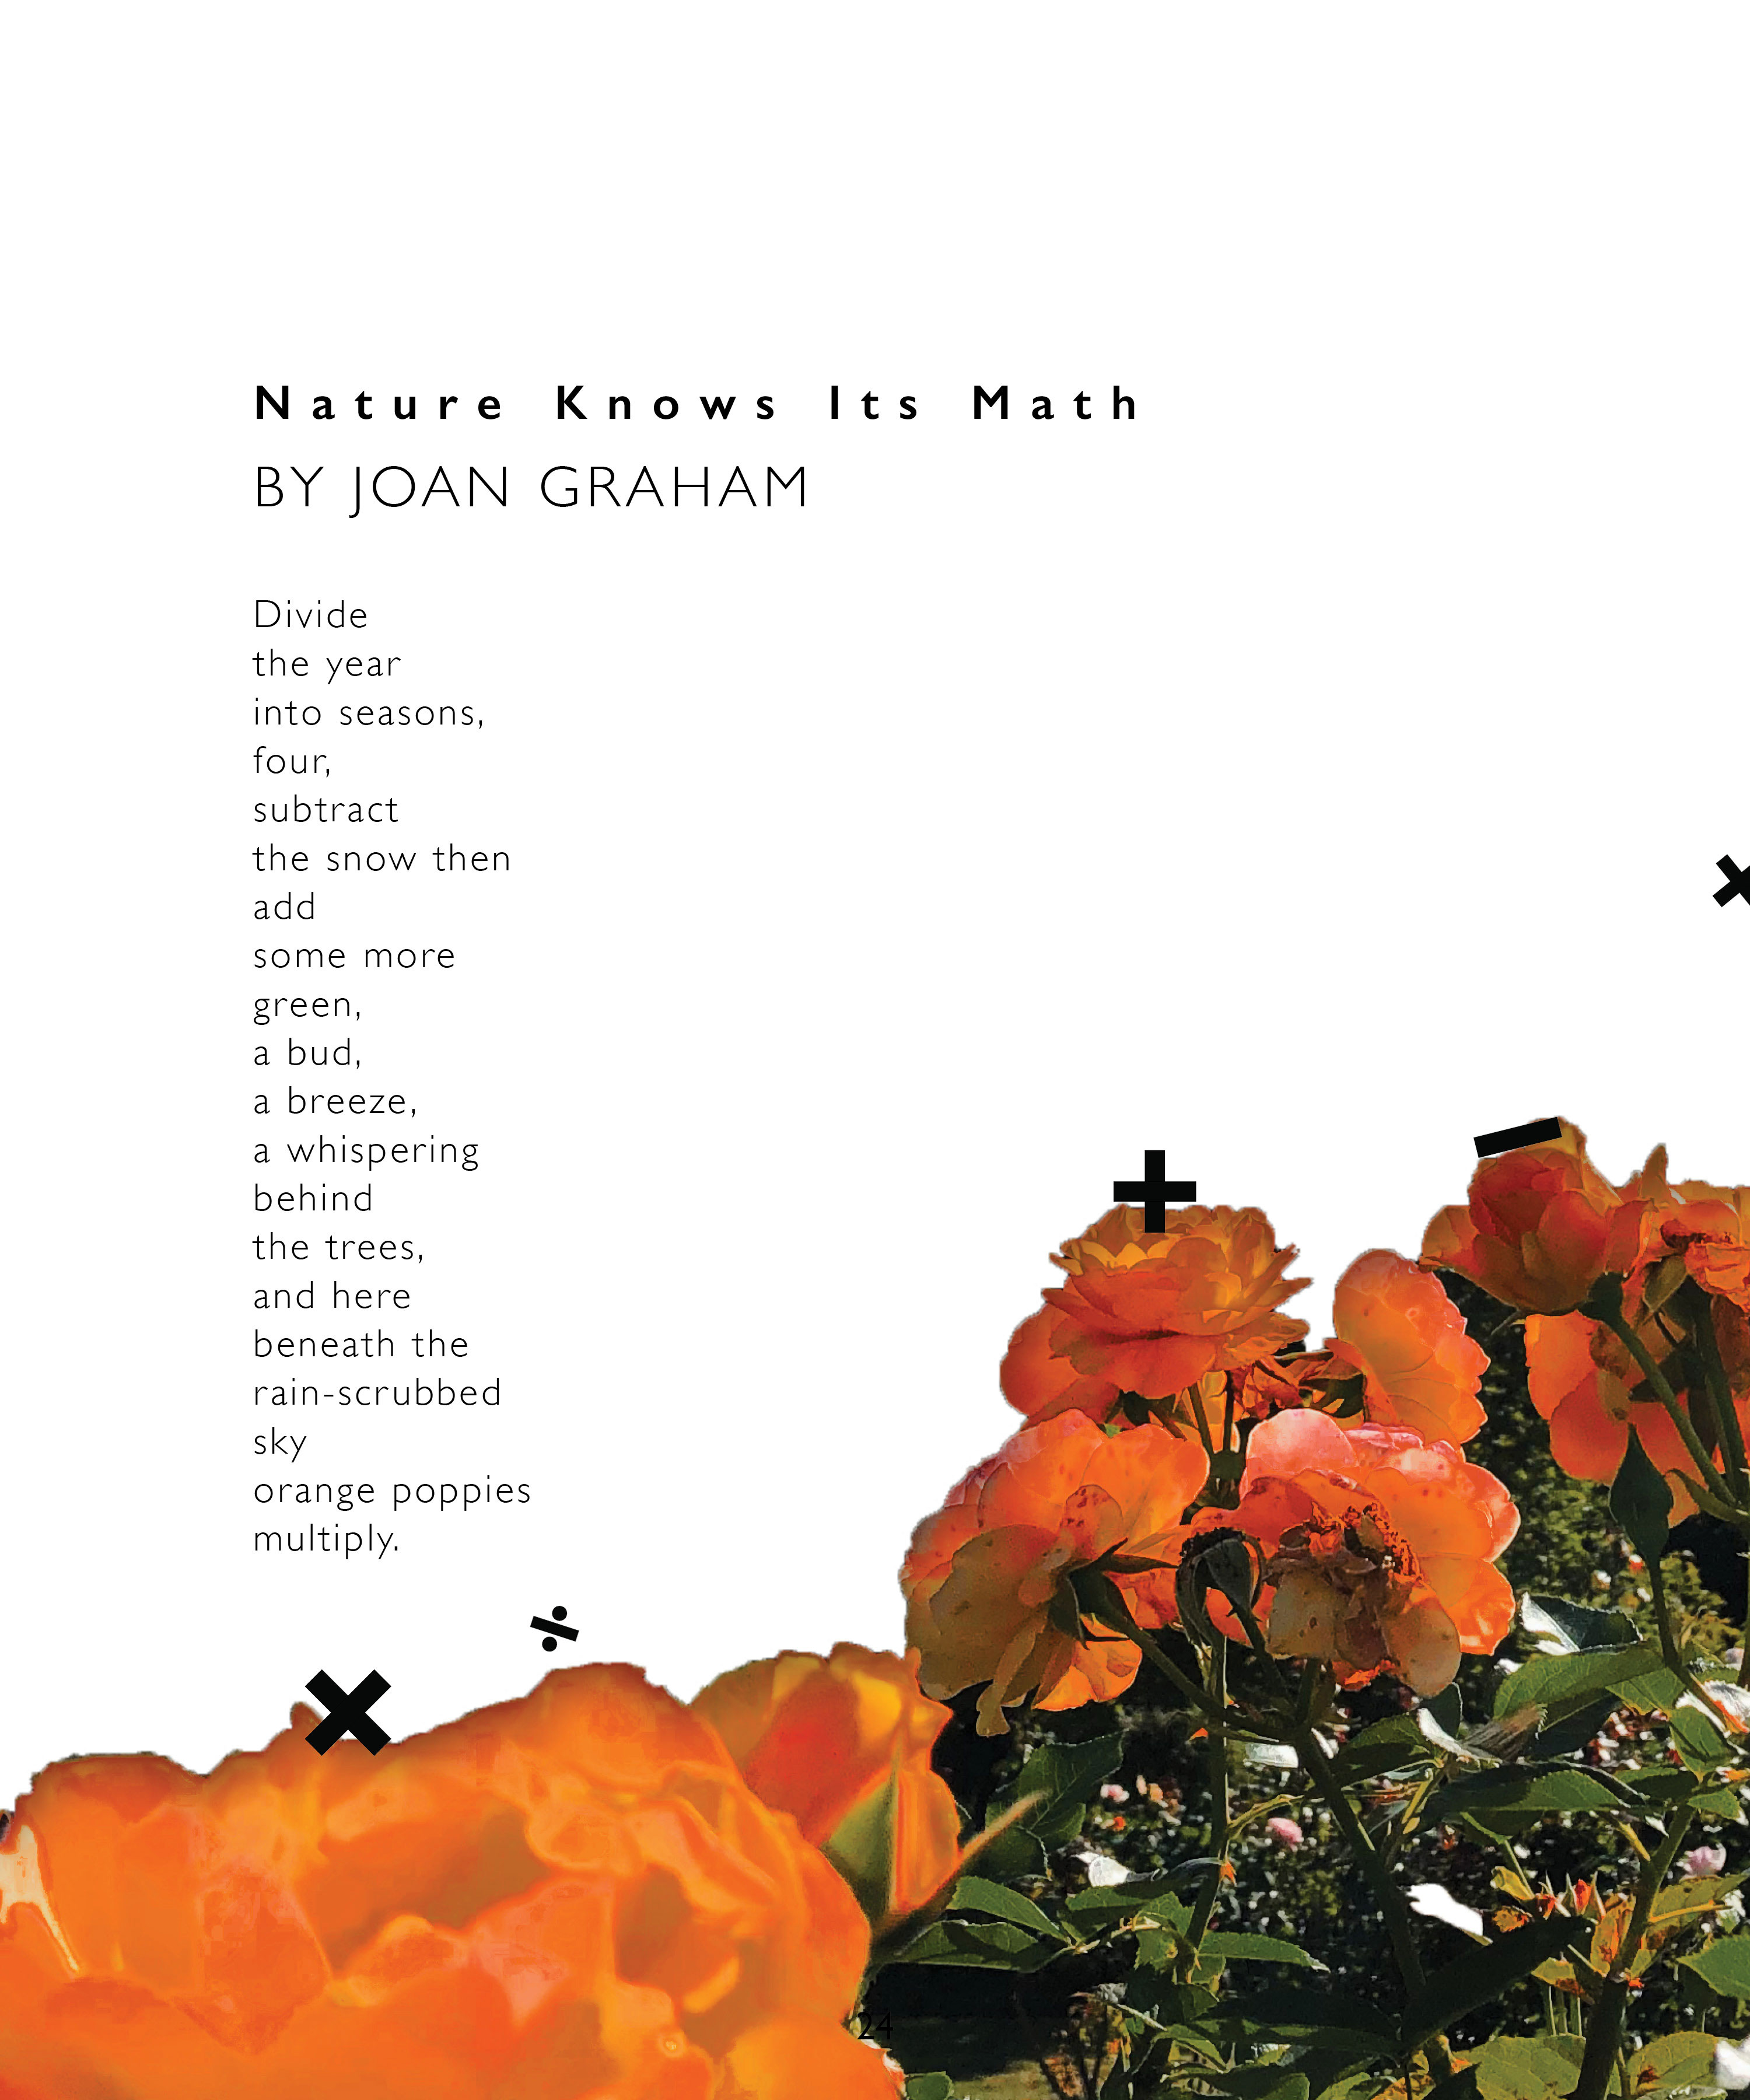 Nature Knows Its Math
BY JOAN GRAHAM
Divide
the year
into seasons,
four,
subtract
the snow then
add
some more
green,
a bud,
a breeze,
a whispering
behind
the trees,
and here
beneath the
rain-scrubbed
sky
orange poppies
multiply.
+
−
×
÷
×
24